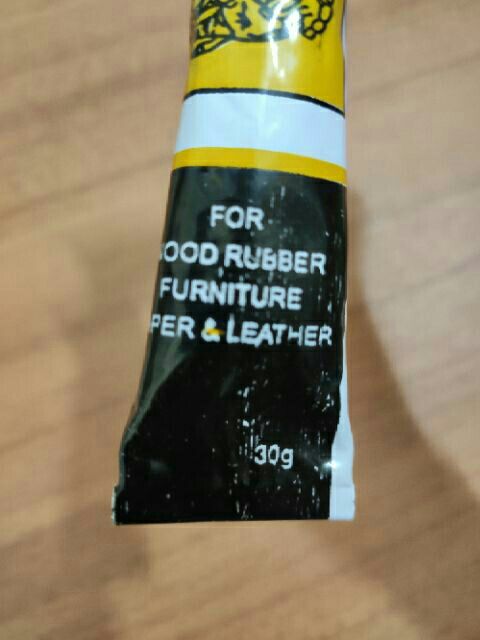 FOR
OOD RUBBER
FURNITURE
PER & LEATHER
30g